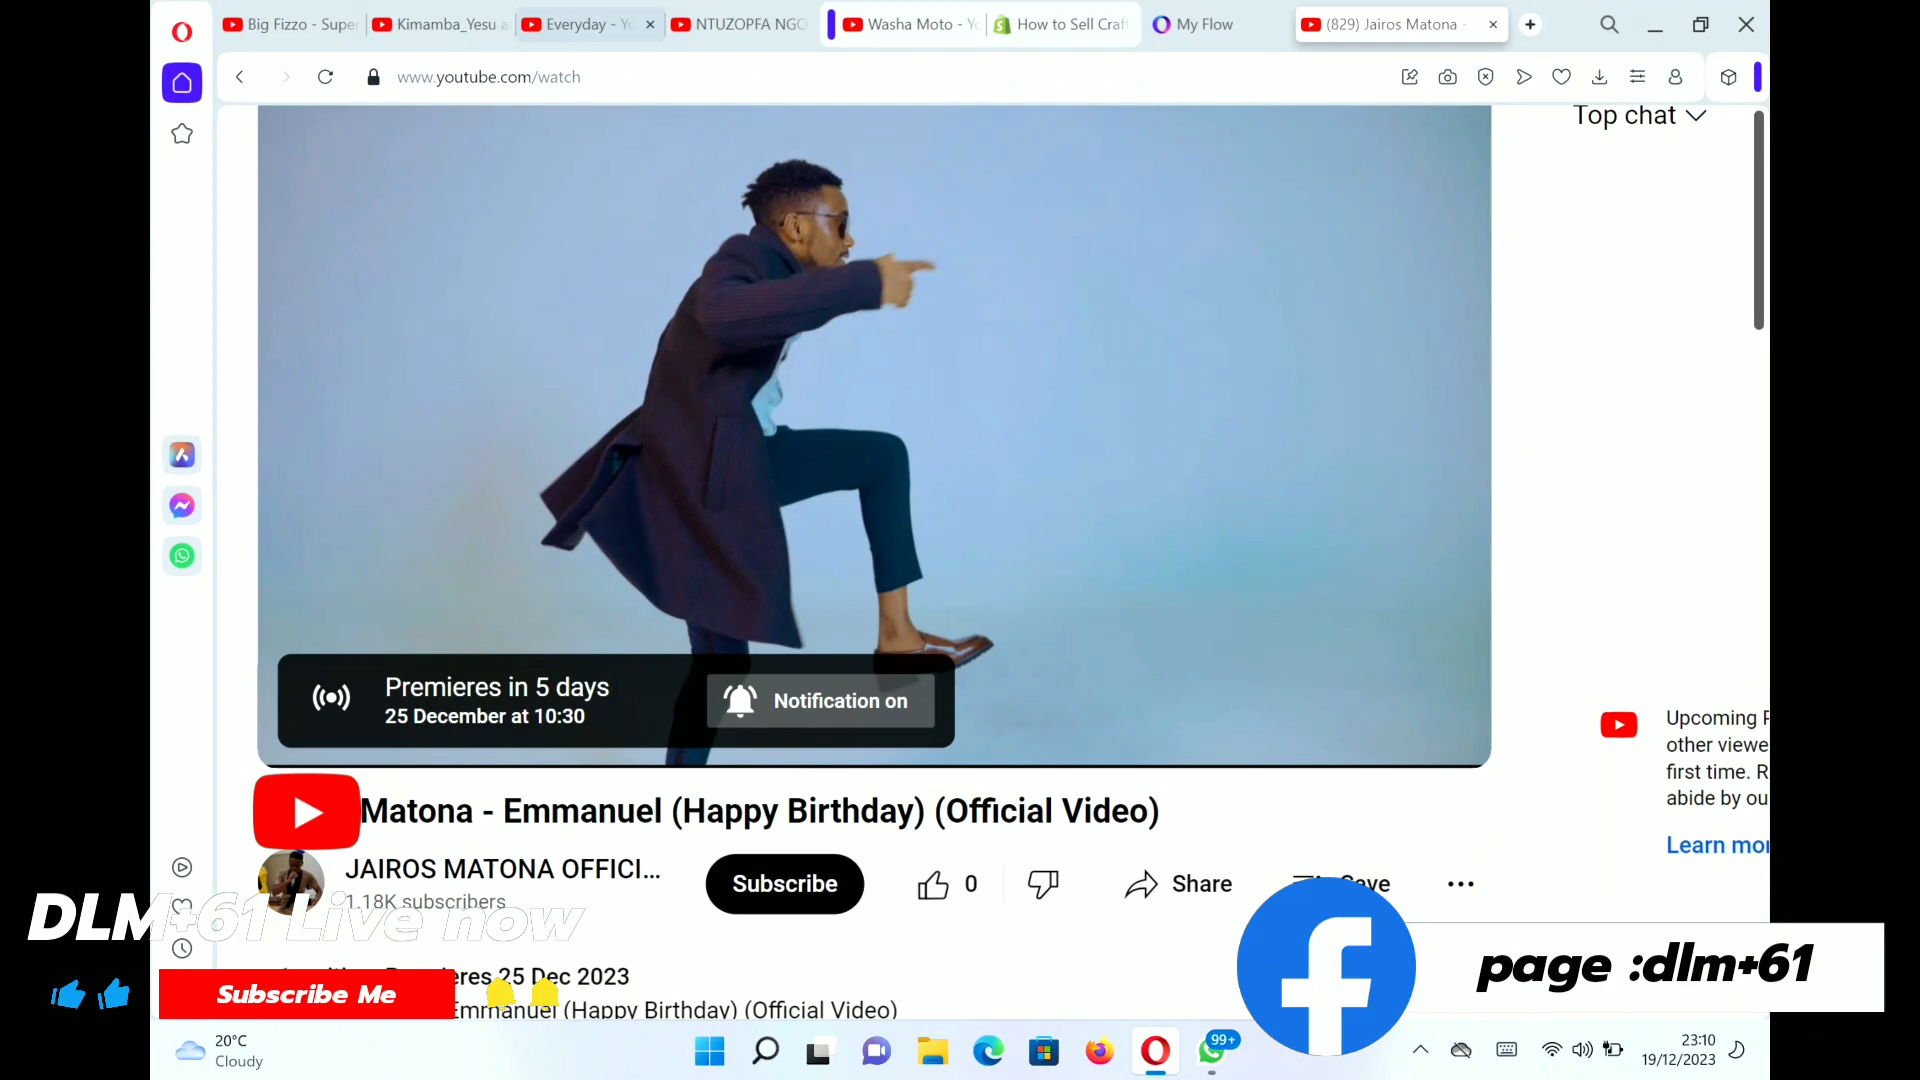 Big Fizzo - Super
Kimamba_Yesu
Everyday - Yo
NTUZOPFA NGO
Washa Moto - Yo
How to Sell Craf
My Flow
(829) Jairos Matona -
www.youtube.com/watch
Top chat
Premieres in 5 days
25 December at 10:30
Notification on
Matona - Emmanuel (Happy Birthday) (Official Video)
JAIROS MATONA OFFICI...
1.18K subscribers
Subscribe
0
Share
Save
Upcoming
other viewe
first time. R
abide by ou
Learn mor
DLM+61 Live now
Premieres 25 Dec 2023
Subscribe Me
Emmanuel (Happy Birthday) (Official Video)
page :dlm+61
20°C
Cloudy
99+
23:10
19/12/2023